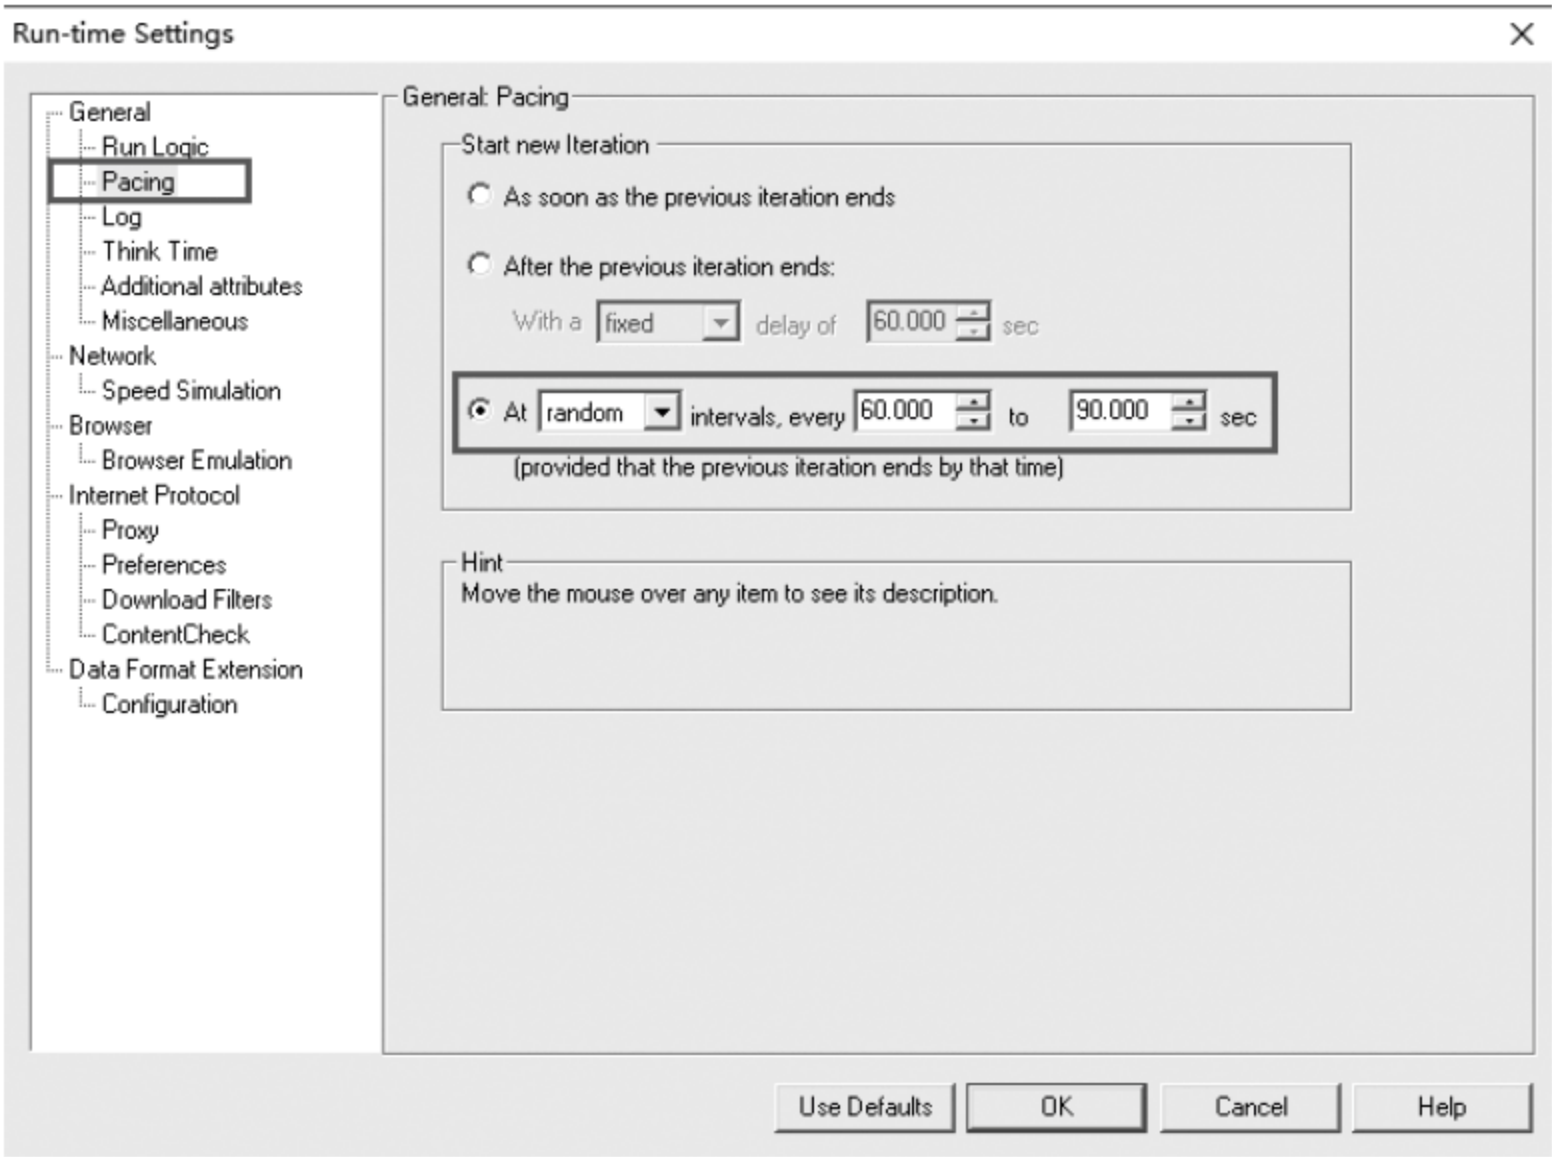 Run-time Settings
General
Run Logic
Pacing
Log
Think Time
Additional attributes
Miscellaneous
Network
Speed Simulation
Browser
Browser Emulation
Internet Protocol
Proxy
Preferences
Download Filters
ContentCheck
Data Format Extension
Configuration
General: Pacing
Start new Iteration
As soon as the previous iteration ends
After the previous iteration ends:
With a fixed delay of 60.000 sec
At random intervals, every 60.000 to 90.000 sec
(provided that the previous iteration ends by that time)
Hint
Move the mouse over any item to see its description.
Use Defaults OK Cancel Help